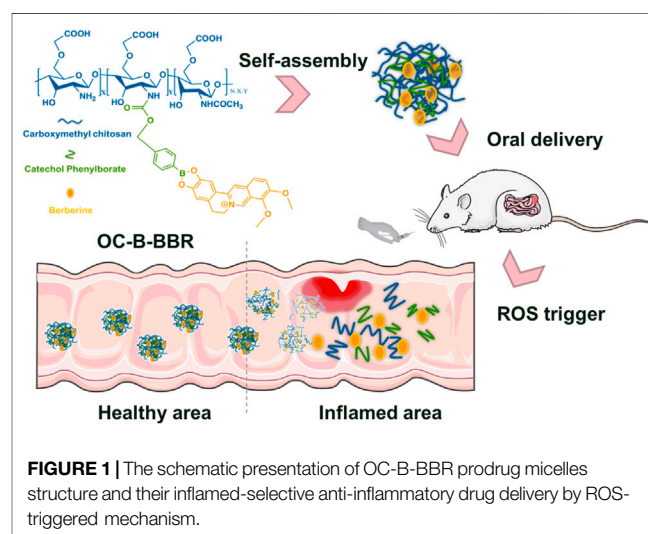 COOH COOH COOH
Self-assembly
O O O
O O O O
HO NH₂ HO NH HO NHCOCH₃ N-X-Y
O O
Carboxymethyl chitosan
Oral delivery
Catechol Phenylborate
B O
O
N O
O
Berberine
OC-B-BBR
ROS trigger
Healthy area Inflamed area
FIGURE 1 | The schematic presentation of OC-B-BBR prodrug micelles
structure and their inflamed-selective anti-inflammatory drug delivery by ROS-
triggered mechanism.